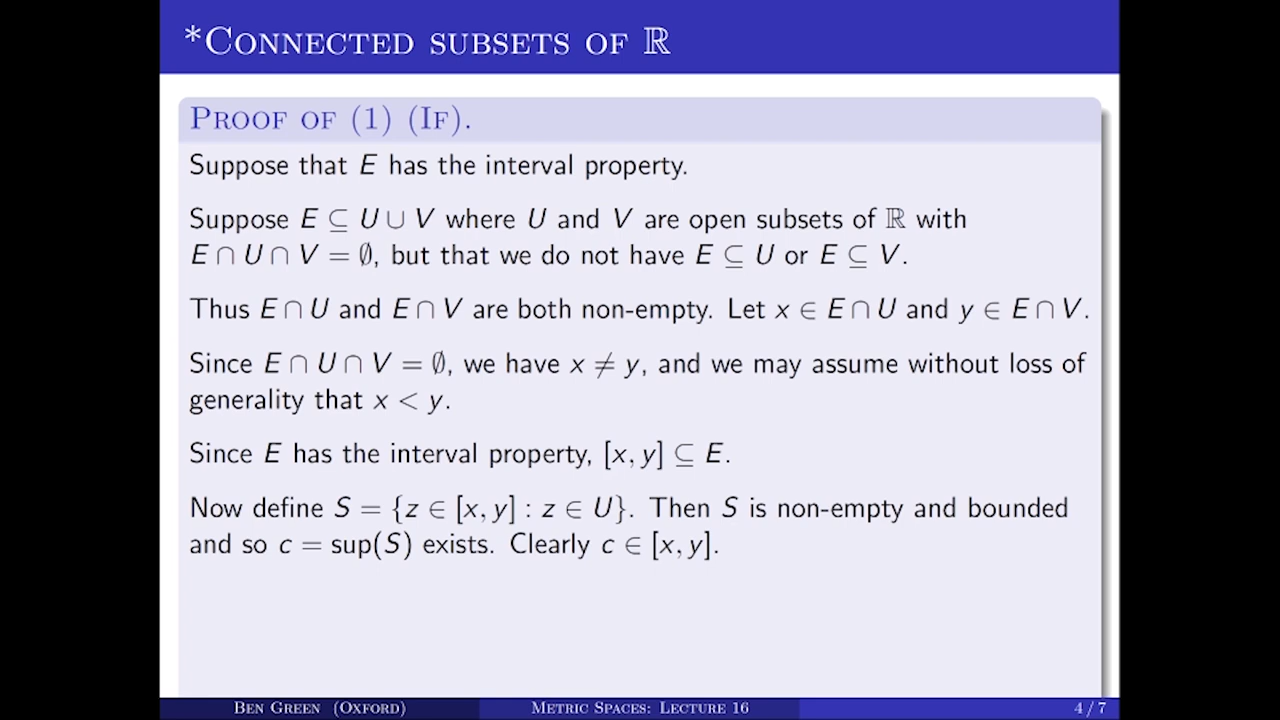 *Connected subsets of ℝ
Proof of (1) (If).
Suppose that E has the interval property.
Suppose E ⊆ U ∪ V where U and V are open subsets of ℝ with
E ∩ U ∩ V = ∅, but that we do not have E ⊆ U or E ⊆ V.
Thus E ∩ U and E ∩ V are both non-empty. Let x ∈ E ∩ U and y ∈ E ∩ V.
Since E ∩ U ∩ V = ∅, we have x ≠ y, and we may assume without loss of
generality that x < y.
Since E has the interval property, [x, y] ⊆ E.
Now define S = {z ∈ [x, y] : z ∈ U}. Then S is non-empty and bounded
and so c = sup(S) exists. Clearly c ∈ [x, y].
Ben Green (Oxford) Metric Spaces: Lecture 16 4 / 7